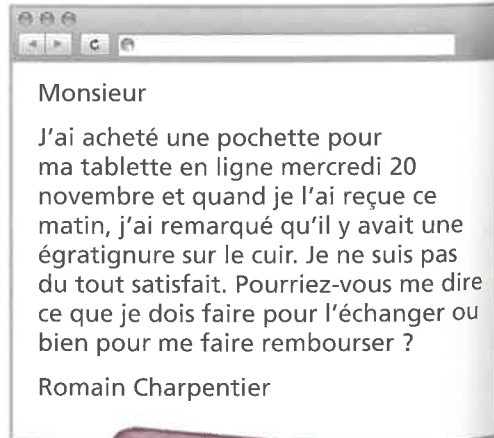 Monsieur
J'ai acheté une pochette pour
ma tablette en ligne mercredi 20
novembre et quand je l'ai reçue ce
matin, j'ai remarqué qu'il y avait une
égratignure sur le cuir. Je ne suis pas
du tout satisfait. Pourriez-vous me dire
ce que je dois faire pour l'échanger ou
bien pour me faire rembourser ?
Romain Charpentier